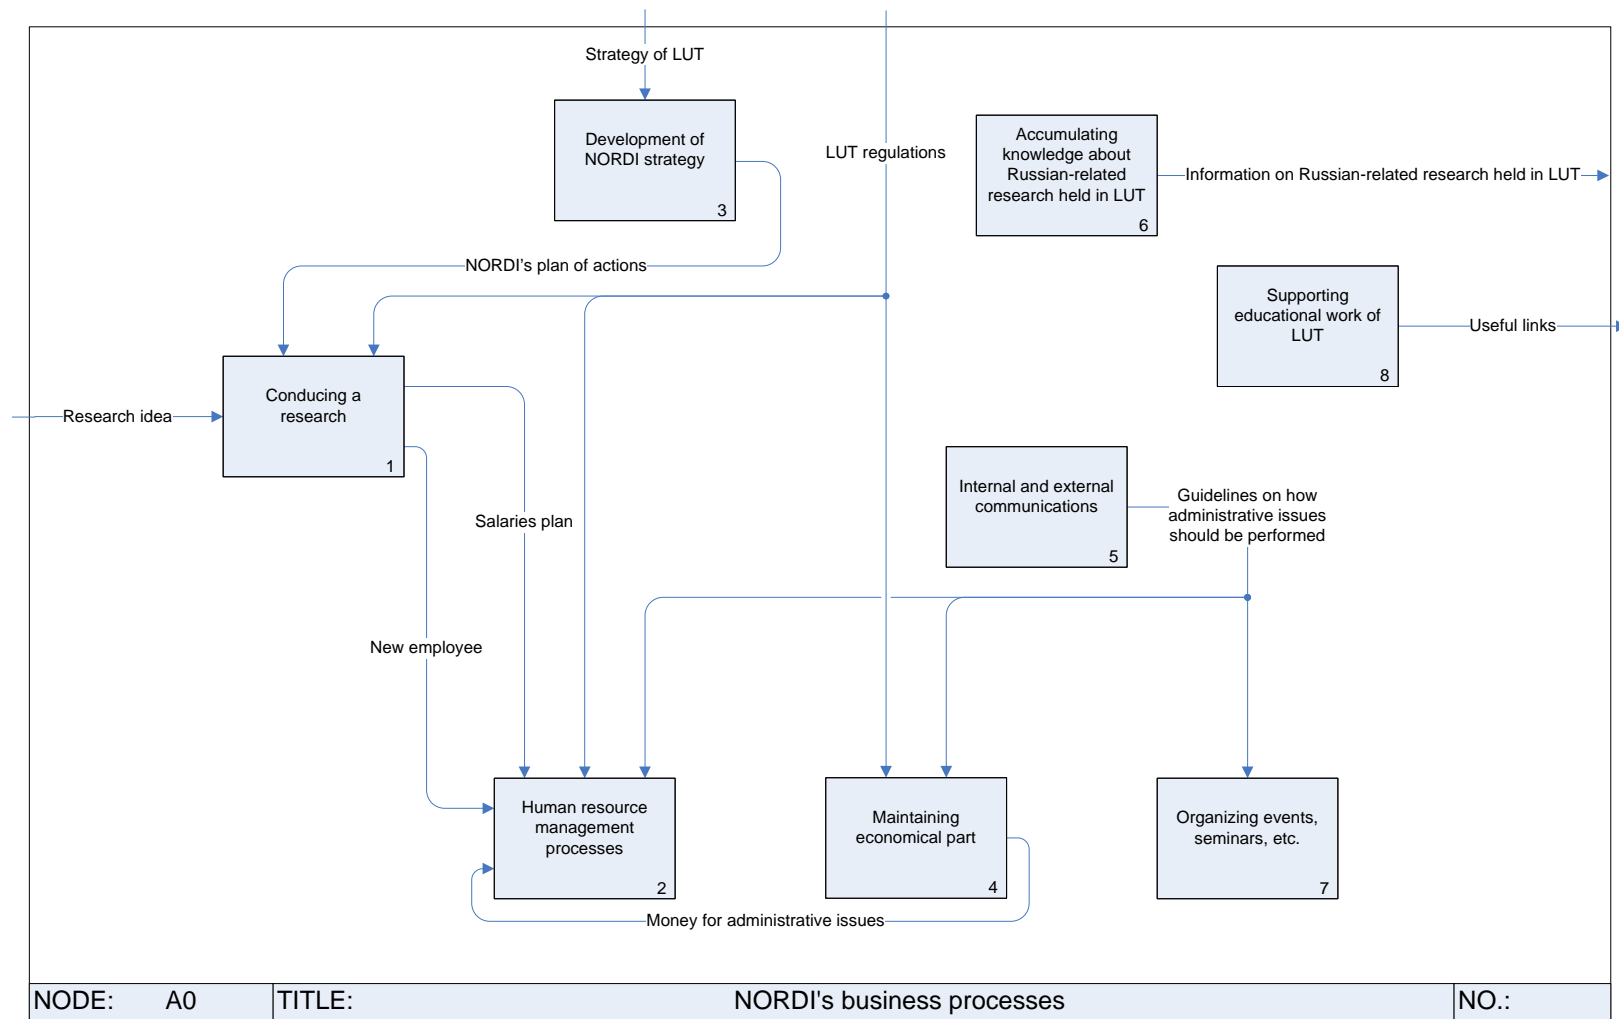 Strategy of LUT
Development of
NORDI strategy
3
LUT regulations
Accumulating
knowledge about
Russian-related
research held in LUT
6
Information on Russian-related research held in LUT
NORDI's plan of actions
Supporting
educational work of
LUT
8
Useful links
Research idea
Conducing a
research
1
Salaries plan
New employee
Internal and external
communications
5
Guidelines on how
administrative issues
should be performed
Human resource
management
processes
2
Maintaining
economical part
4
Organizing events,
seminars, etc.
7
Money for administrative issues
NODE: A0 TITLE: NORDI's business processes NO.: